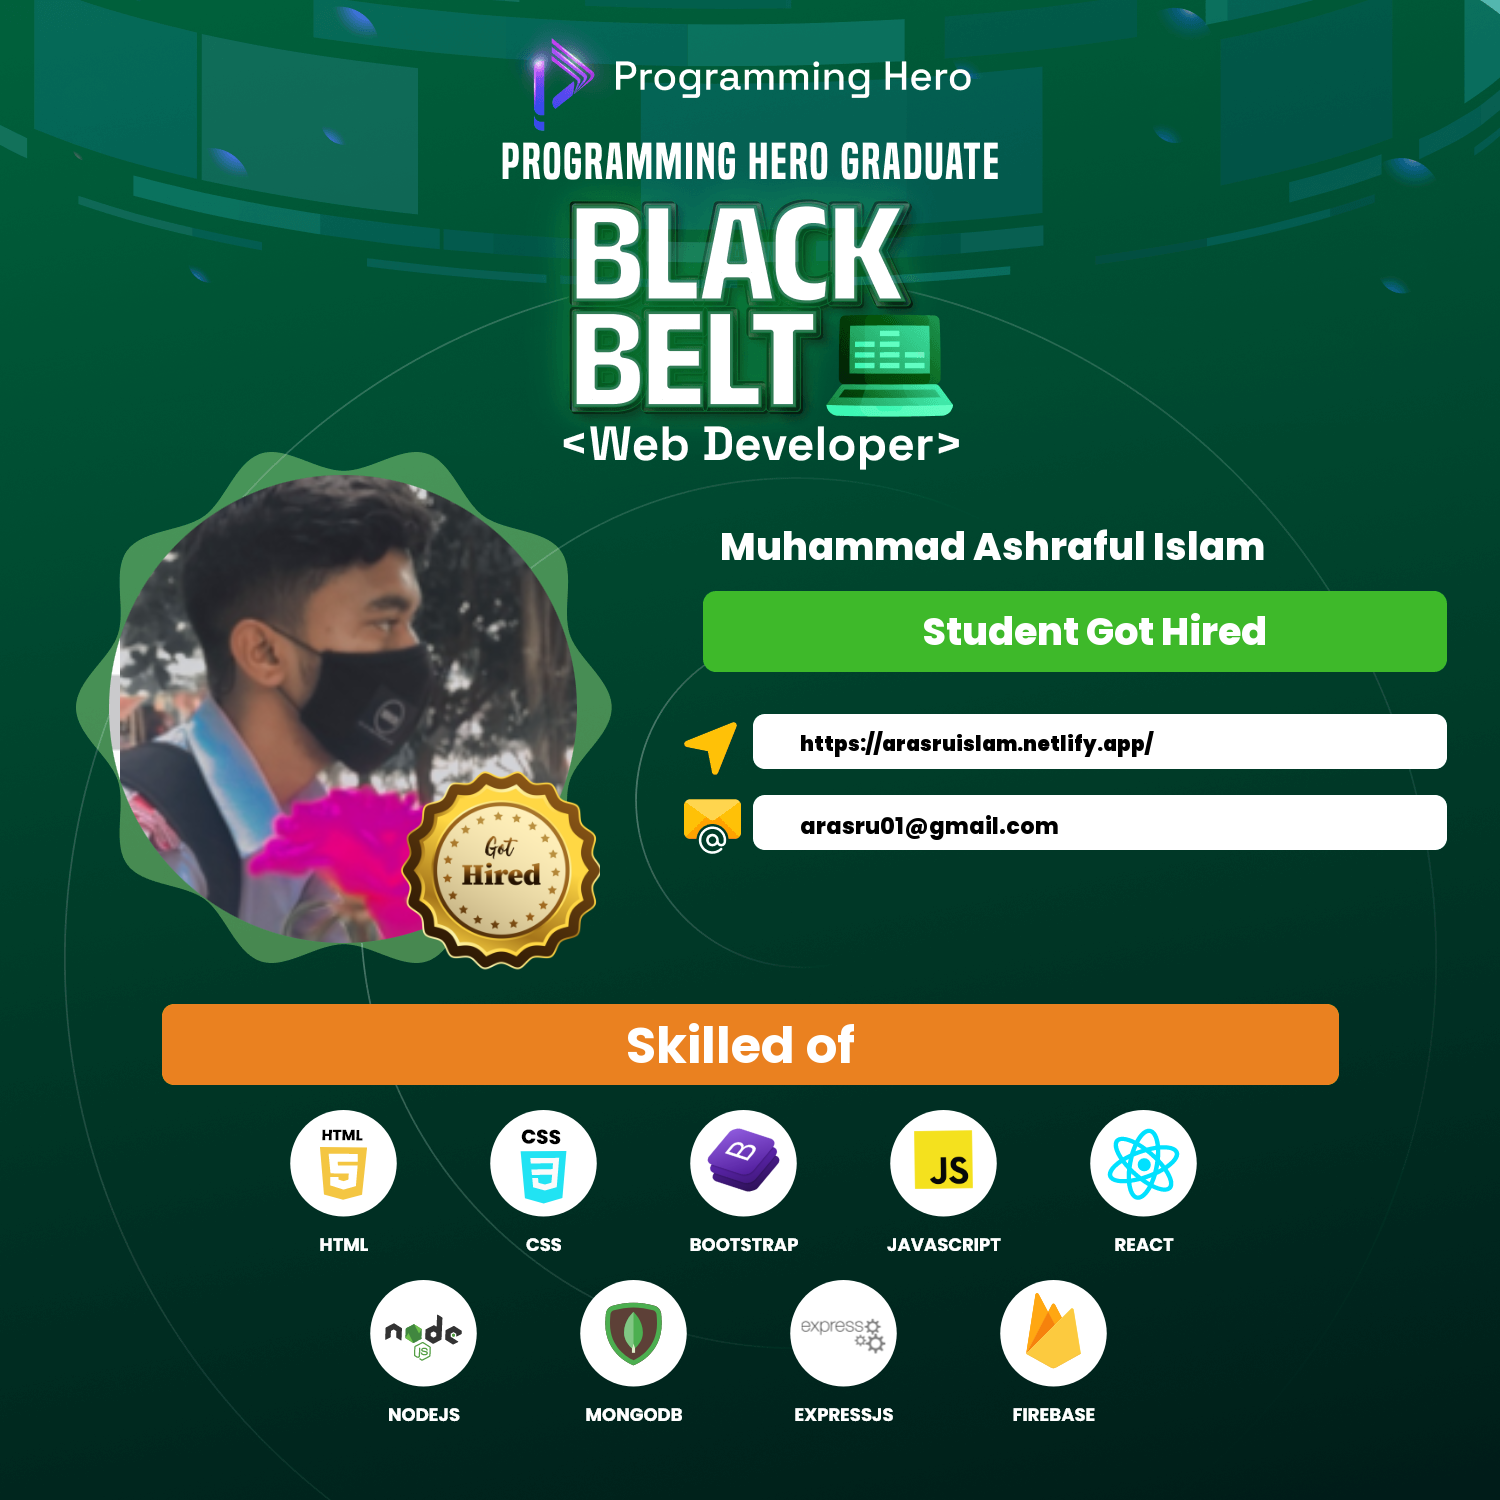 Programming Hero
PROGRAMMING HERO GRADUATE
BLACK
BELT
<Web Developer>
Muhammad Ashraful Islam
Student Got Hired
https://arasruislam.netlify.app/
arasru01@gmail.com
@
Got
Hired
Skilled of
HTML
5
CSS
3
B
JS
HTML
CSS
BOOTSTRAP
JAVASCRIPT
REACT
node
JS
express
NODEJS
MONGODB
EXPRESSJS
FIREBASE